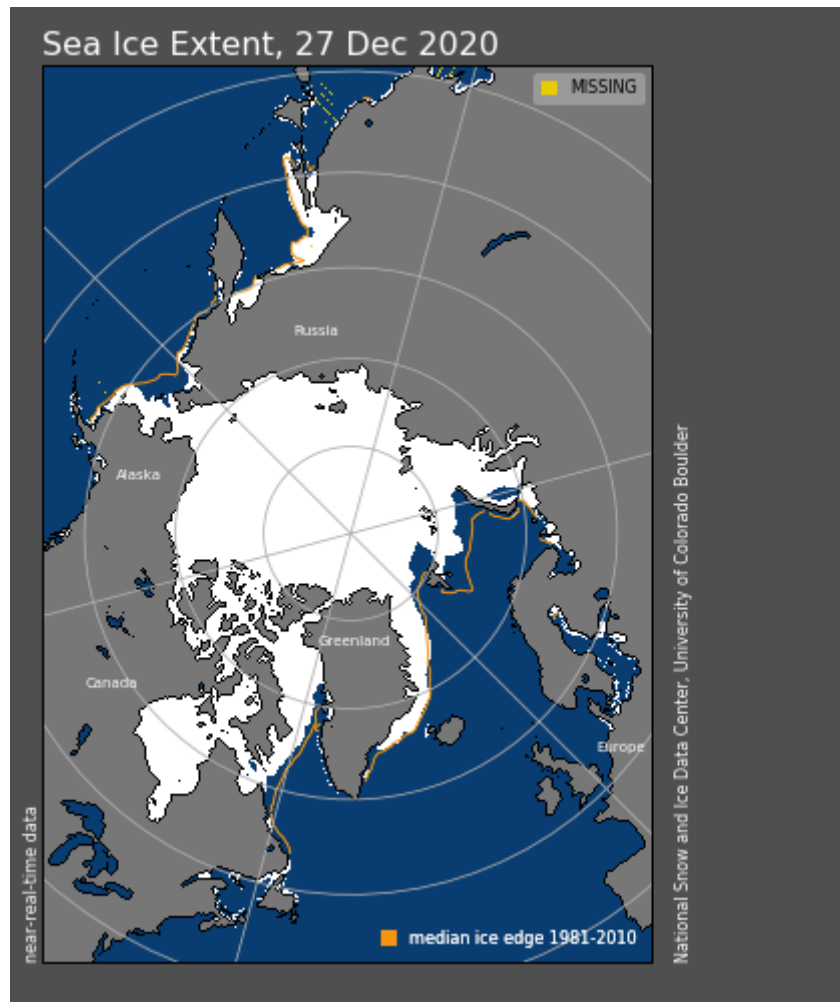 Sea Ice Extent, 27 Dec 2020
MISSING
Russia
Alaska
Greenland
Canada
Europe
near-real-time data
National Snow and Ice Data Center, University of Colorado Boulder
median ice edge 1981-2010